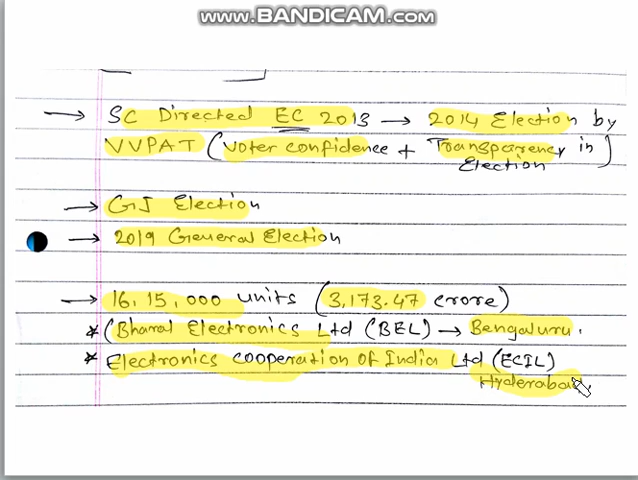 www.BANDICAM.com
→ SC Directed EC 2013 → 2014 Election by
VVPAT (Voter confidence + Transparency in
Election)
→ GJ Election
→ 2019 General Election
→ 16,15,000 units (3,173.47 crore)
* (Bharat Electronics Ltd (BEL) → Bengaluru.
* Electronics cooperation Of India Ltd (ECIL)
Hyderabad